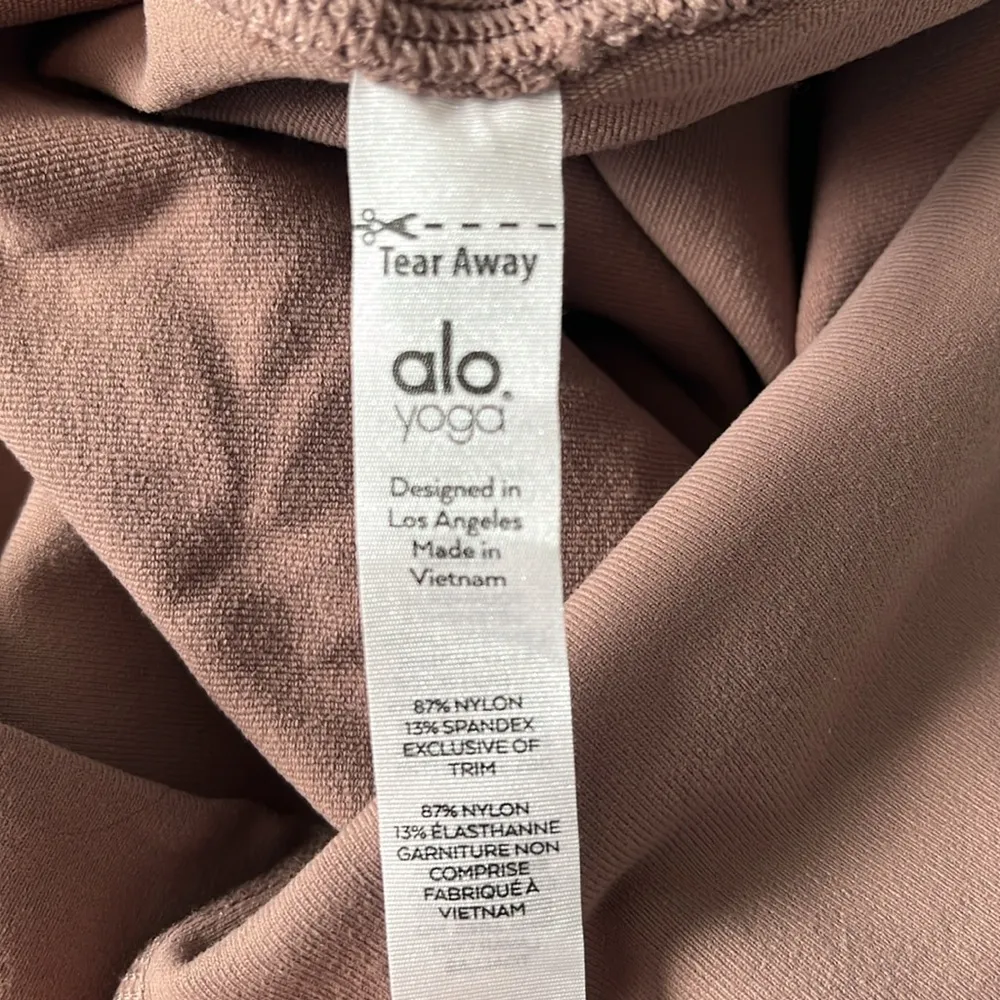 Tear Away
alo
yoga
Designed in
Los Angeles
Made in
Vietnam
87% NYLON
13% SPANDEX
EXCLUSIVE OF
TRIM
87% NYLON
13% ÉLASTHANNE
GARNITURE NON
COMPRISE
FABRIQUÉ À
VIETNAM